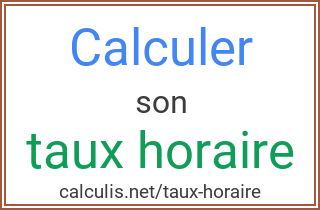 Calculer
son
taux horaire
calculis.net/taux-horaire